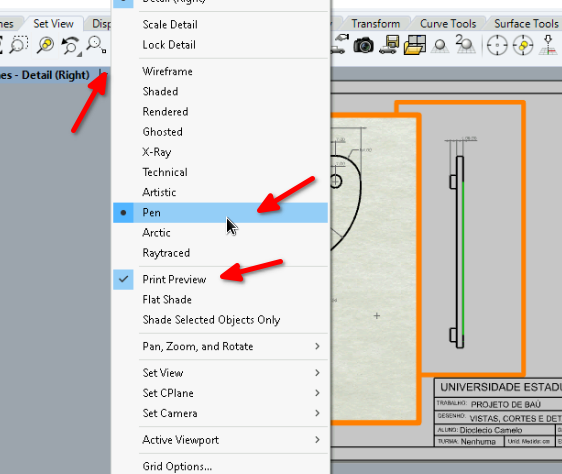 Set View
Disp
Transform
Curve Tools
Surface Tools
nes - Detail (Right)
Detail (Right)
Scale Detail
Lock Detail
Wireframe
Shaded
Rendered
Ghosted
X-Ray
Technical
Artistic
Pen
Arctic
Raytraced
Print Preview
Flat Shade
Shade Selected Objects Only
Pan, Zoom, and Rotate
Set View
Set CPlane
Set Camera
Active Viewport
Grid Options...
UNIVERSIDADE ESTADU
TRABALHO: PROJETO DE BAÚ
DESENHO: VISTAS, CORTES E DET
ALUNO: Dioclecio Camelo
TURMA: Nenhuma Unid. Medida: cm